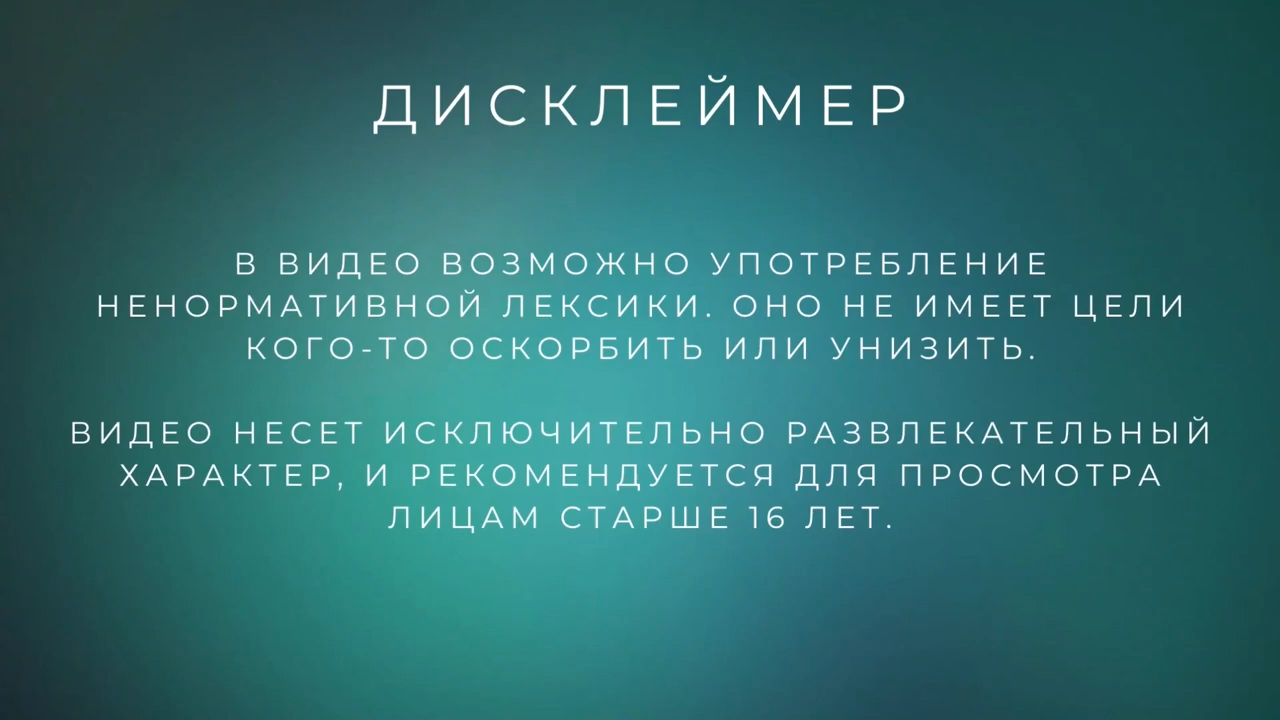 ДИСКЛЕЙМЕР
В ВИДЕО ВОЗМОЖНО УПОТРЕБЛЕНИЕ
НЕНОРМАТИВНОЙ ЛЕКСИКИ. ОНО НЕ ИМЕЕТ ЦЕЛИ
КОГО-ТО ОСКОРБИТЬ ИЛИ УНИЗИТЬ.
ВИДЕО НЕСЕТ ИСКЛЮЧИТЕЛЬНО РАЗВЛЕКАТЕЛЬНЫЙ
ХАРАКТЕР, И РЕКОМЕНДУЕТСЯ ДЛЯ ПРОСМОТРА
ЛИЦАМ СТАРШЕ 16 ЛЕТ.